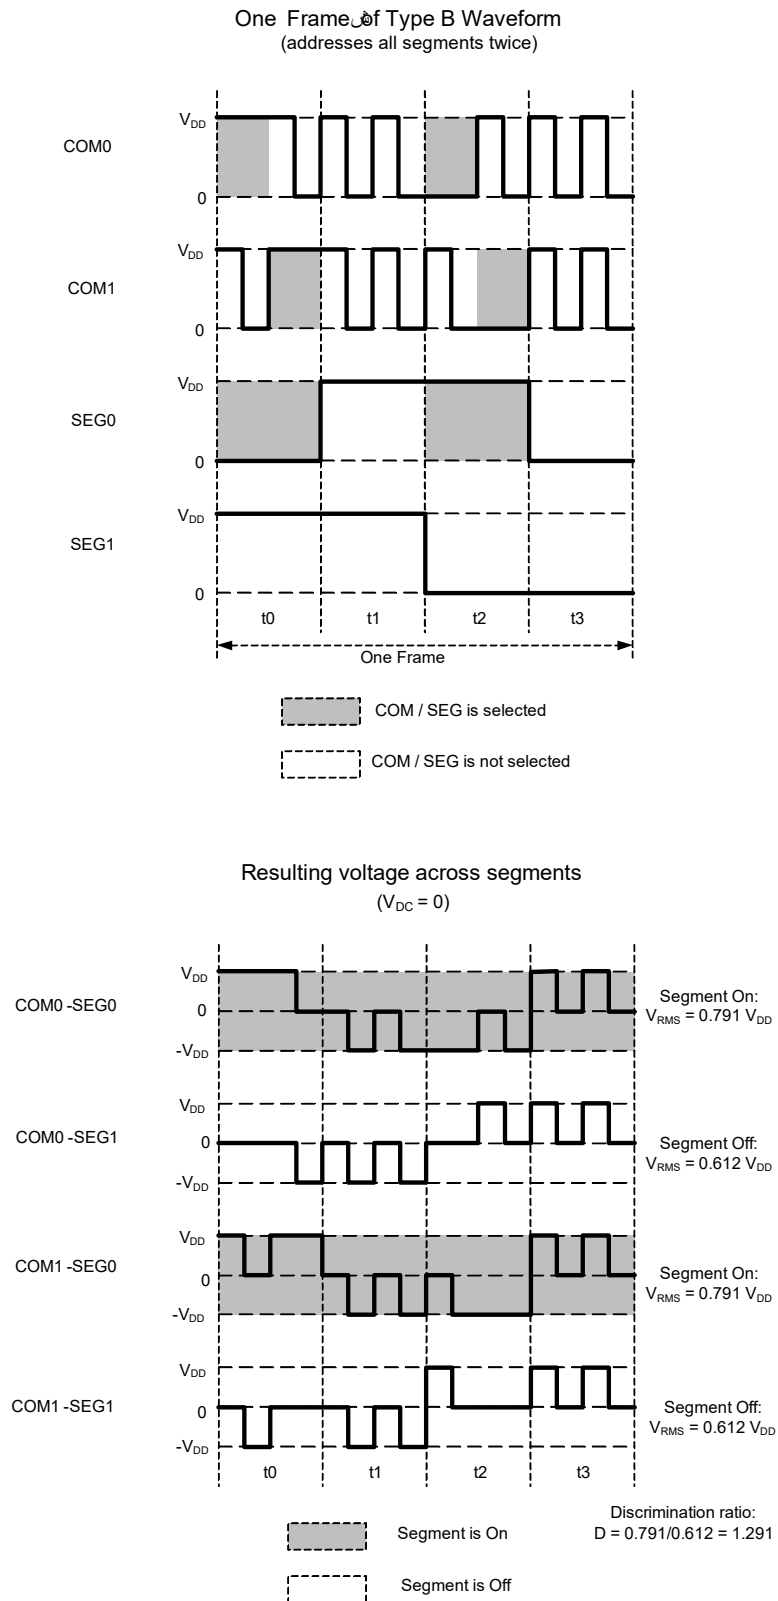 One Frame of Type B Waveform
(addresses all segments twice)
VDD
COM0
0
VDD
COM1
0
VDD
SEG0
0
VDD
SEG1
0
t0 t1 t2 t3
One Frame
COM / SEG is selected
COM / SEG is not selected
Resulting voltage across segments
(VDC = 0)
VDD
COM0 -SEG0
0
-VDD
Segment On:
VRMS = 0.791 VDD
VDD
COM0 -SEG1
0
-VDD
Segment Off:
VRMS = 0.612 VDD
VDD
COM1 -SEG0
0
-VDD
Segment On:
VRMS = 0.791 VDD
VDD
COM1 -SEG1
0
-VDD
Segment Off:
VRMS = 0.612 VDD
t0 t1 t2 t3
Segment is On
Segment is Off
Discrimination ratio:
D = 0.791/0.612 = 1.291